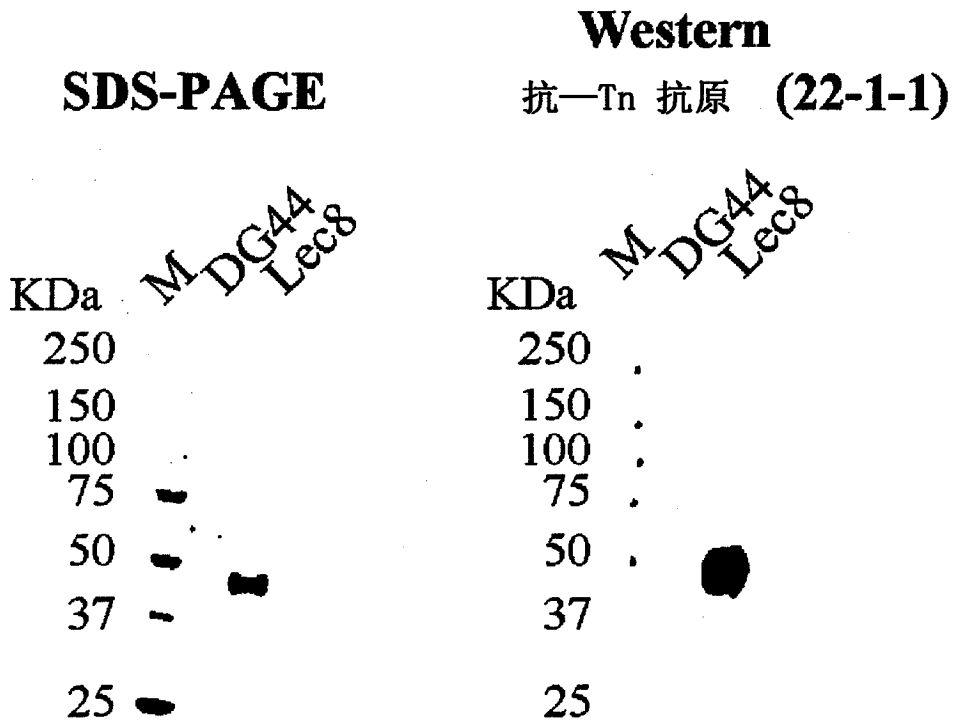 SDS-PAGE
M
DG44
Lec8
KDa
250
150
100
75
50
37
25
Western
抗—Tn 抗原 (22-1-1)
M
DG44
Lec8
KDa
250
150
100
75
50
37
25